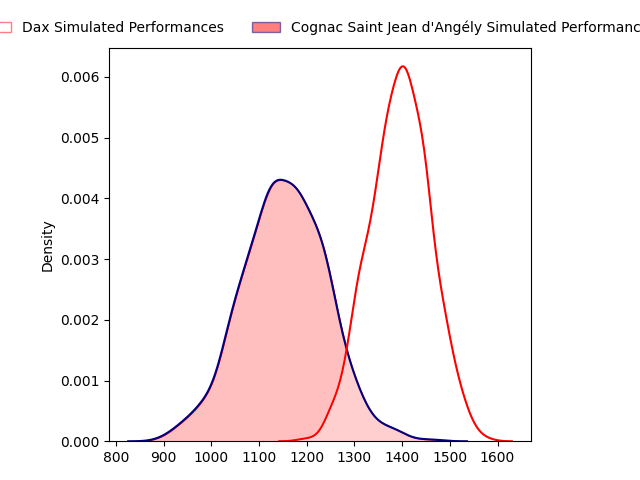 Dax Simulated Performances
Cognac Saint Jean d'Angély Simulated Performanc
Density
0.006
0.005
0.004
0.003
0.002
0.001
0.000
800 900 1000 1100 1200 1300 1400 1500 1600